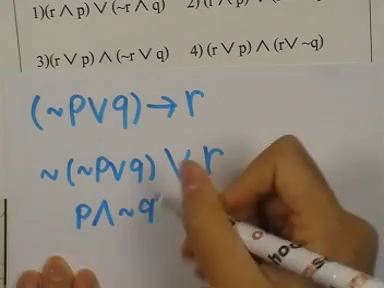 1)(r ∧ p) ∨ (~r ∧ q)
3)(r ∨ p) ∧ (~r ∨ q) 4) (r ∨ p) ∧ (r∨ ~q)
(~p∨q)→r
~(~p∨q) ∨ r
p∧~q